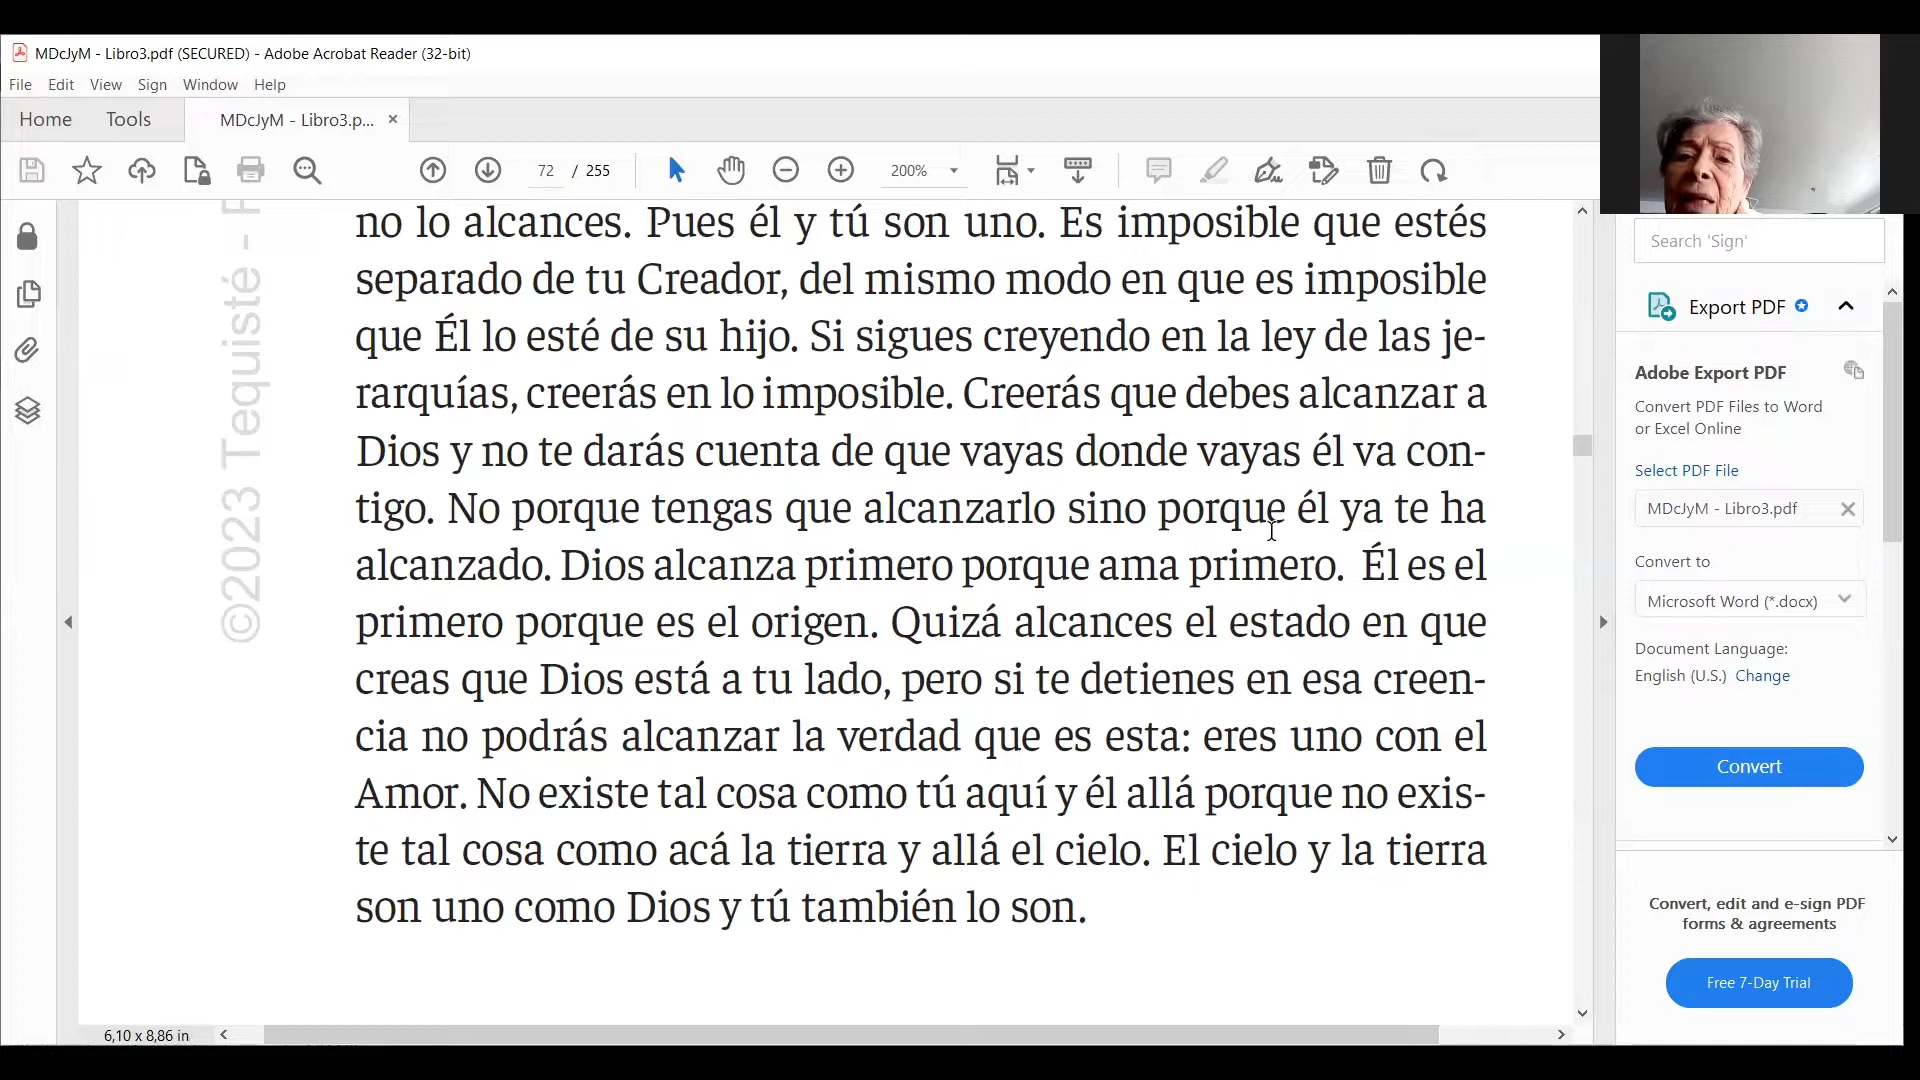 MDcJyM - Libro3.pdf (SECURED) - Adobe Acrobat Reader (32-bit)
File Edit View Sign Window Help
Home Tools MDcJyM - Libro3.p... ×
72 / 255 200%
no lo alcances. Pues él y tú son uno. Es imposible que estés
separado de tu Creador, del mismo modo en que es imposible
que Él lo esté de su hijo. Si sigues creyendo en la ley de las je-
rarquías, creerás en lo imposible. Creerás que debes alcanzar a
Dios y no te darás cuenta de que vayas donde vayas él va con-
tigo. No porque tengas que alcanzarlo sino porque él ya te ha
alcanzado. Dios alcanza primero porque ama primero. Él es el
primero porque es el origen. Quizá alcances el estado en que
creas que Dios está a tu lado, pero si te detienes en esa creen-
cia no podrás alcanzar la verdad que es esta: eres uno con el
Amor. No existe tal cosa como tú aquí y él allá porque no exis-
te tal cosa como acá la tierra y allá el cielo. El cielo y la tierra
son uno como Dios y tú también lo son.
©2023 Tequisté -
6,10 x 8,86 in
Search 'Sign'
Export PDF
Adobe Export PDF
Convert PDF Files to Word
or Excel Online
Select PDF File
MDcJyM - Libro3.pdf
Convert to
Microsoft Word (*.docx)
Document Language:
English (U.S.) Change
Convert
Convert, edit and e-sign PDF
forms & agreements
Free 7-Day Trial